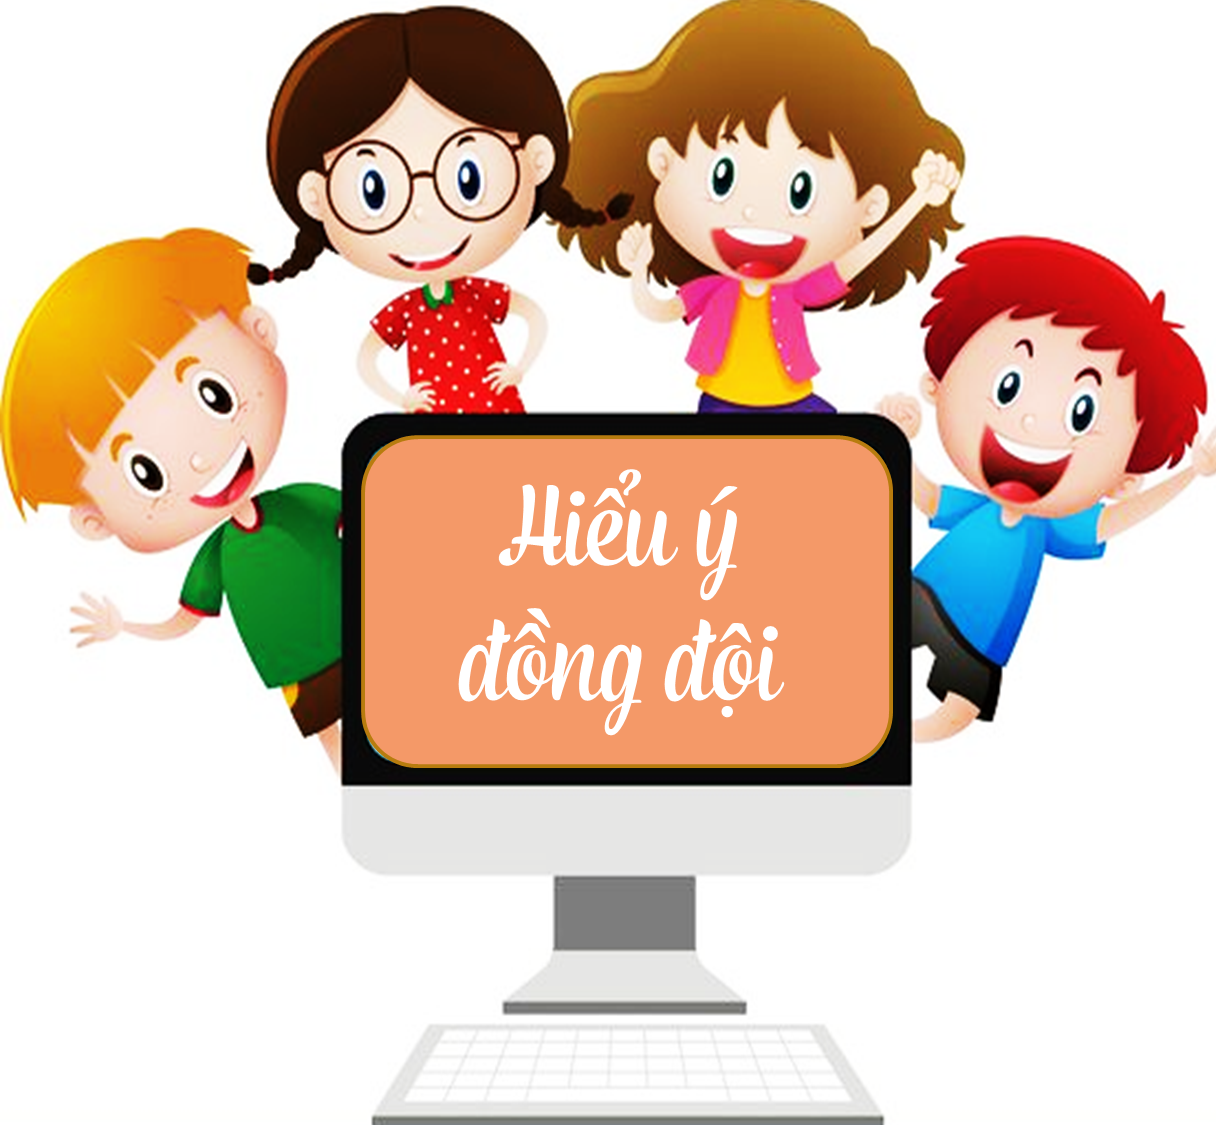 Hiểu ý
đồng đội